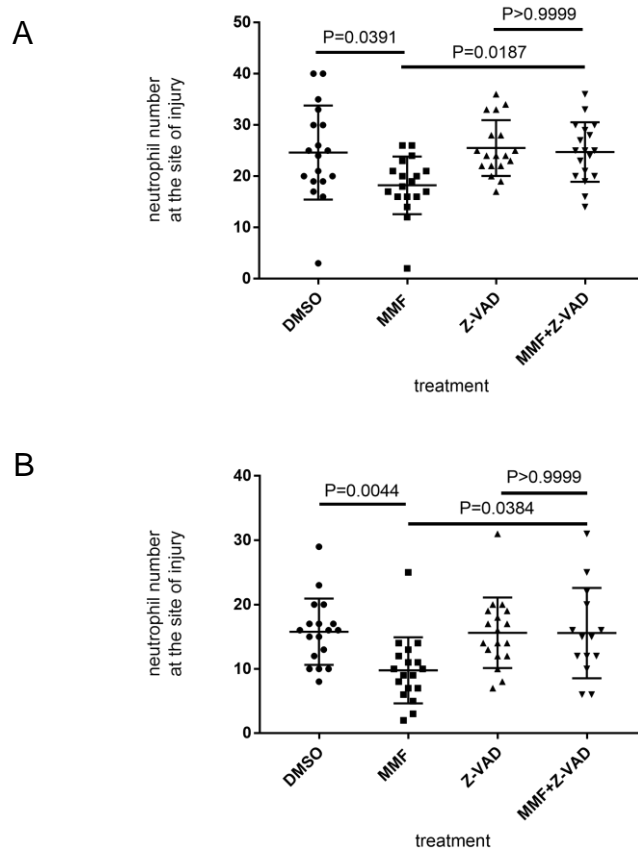 A
P>0.9999
P=0.0391
P=0.0187
50
40
30
20
10
0
neutrophil number
at the site of injury
DMSO
MMF
Z-VAD
MMF+Z-VAD
treatment
B
P>0.9999
P=0.0044
P=0.0384
40
30
20
10
0
neutrophil number
at the site of injury
DMSO
MMF
Z-VAD
MMF+Z-VAD
treatment